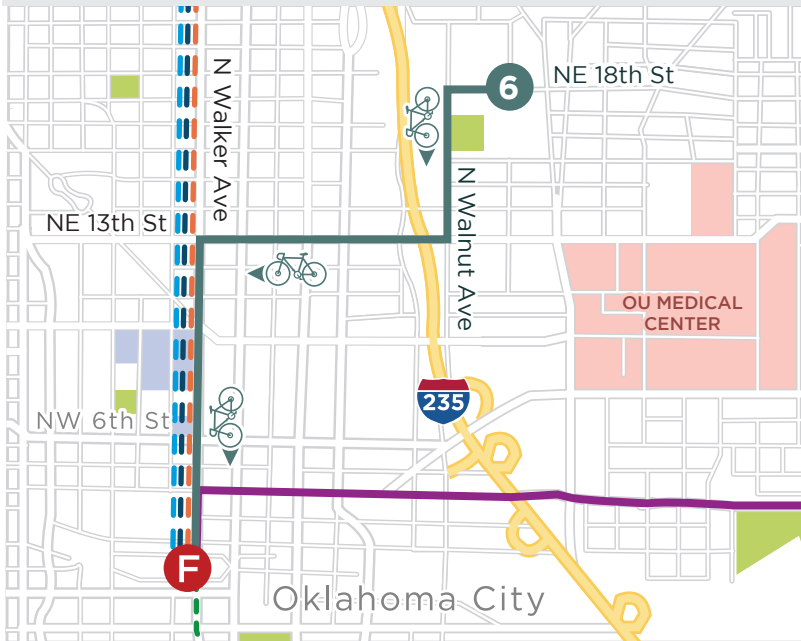 6
NE 18th St
N Walker Ave
N Walnut Ave
NE 13th St
OU MEDICAL
CENTER
235
NW 6th St
F
Oklahoma City